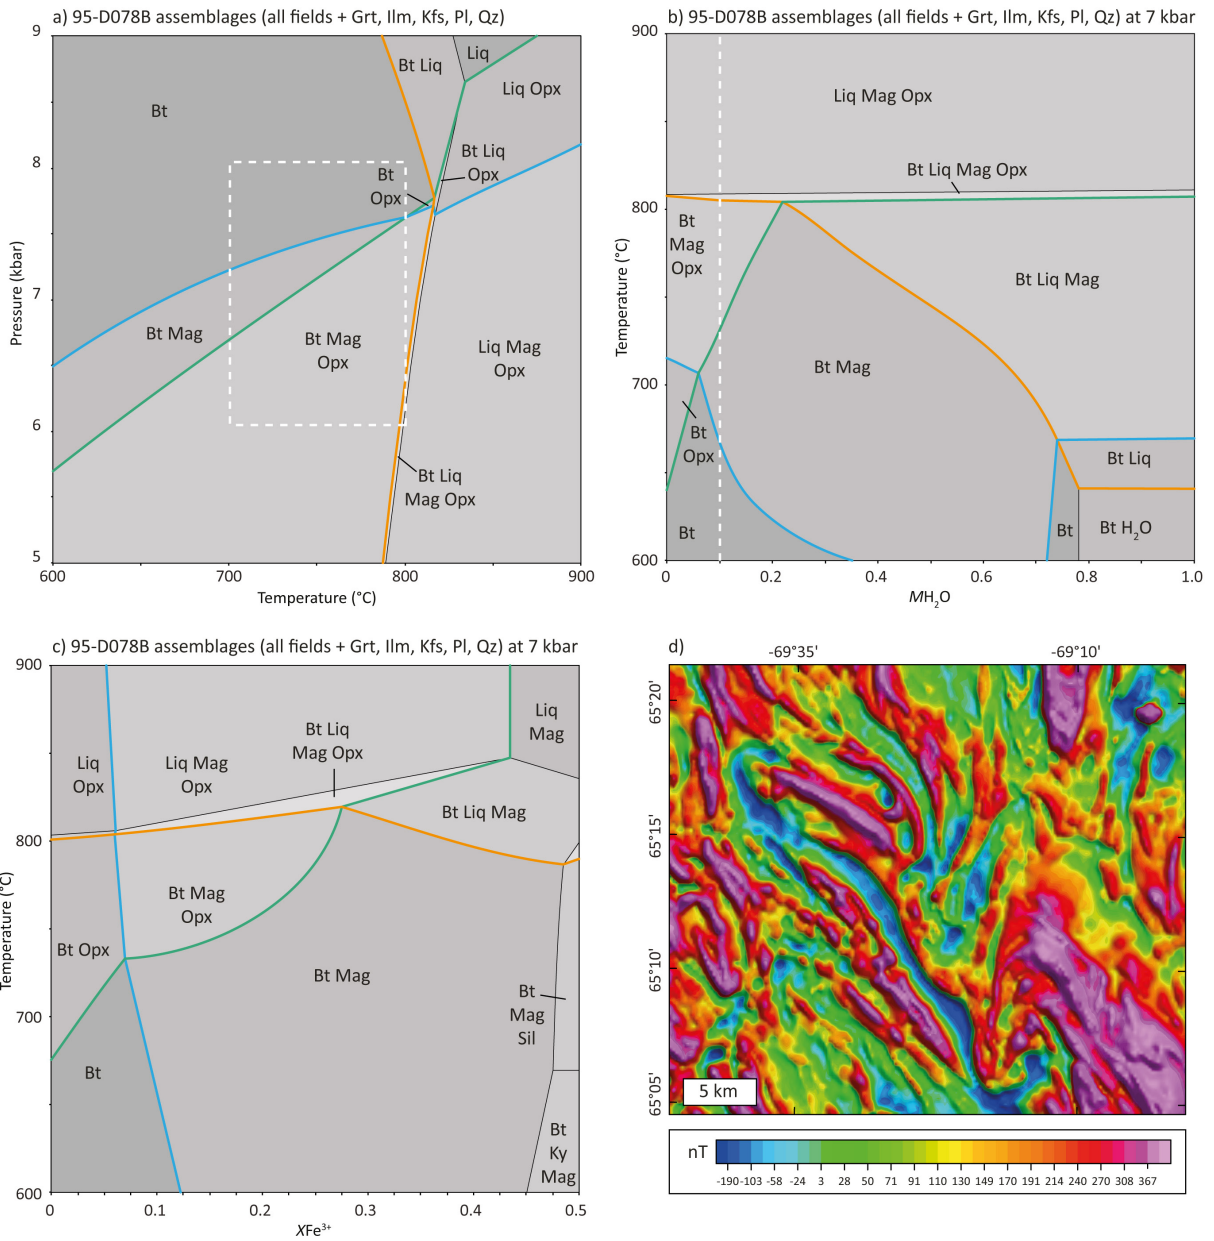 a) 95-D078B assemblages (all fields + Grt, Ilm, Kfs, Pl, Qz)
9
8
7
6
5
Pressure (kbar)
Bt
Bt Liq
Liq
Liq Opx
Bt Liq
Opx
Bt
Opx
Bt Mag
Bt Mag
Opx
Liq Mag
Opx
Bt Liq
Mag Opx
600
700
800
900
Temperature (°C)
b) 95-D078B assemblages (all fields + Grt, Ilm, Kfs, Pl, Qz) at 7 kbar
900
800
700
600
Temperature (°C)
Liq Mag Opx
Bt Liq Mag Opx
Bt
Mag
Opx
Bt Liq Mag
Bt Mag
Bt
Opx
Bt Liq
Bt
Bt
Bt H₂O
0
0.2
0.4
0.6
0.8
1.0
MH₂O
c) 95-D078B assemblages (all fields + Grt, Ilm, Kfs, Pl, Qz) at 7 kbar
900
800
700
600
Temperature (°C)
Liq
Opx
Liq Mag
Opx
Bt Liq
Mag Opx
Liq
Mag
Bt Liq Mag
Bt Mag
Opx
Bt Opx
Bt Mag
Bt
Mag
Sil
Bt
Bt
Ky
Mag
0
0.1
0.2
0.3
0.4
0.5
XFe³⁺
d)
-69°35'
-69°10'
65°20'
65°15'
65°10'
65°05'
5 km
nT
-190 -103 -58 -24 3 28 50 71 91 110 130 149 170 191 214 240 270 308 367